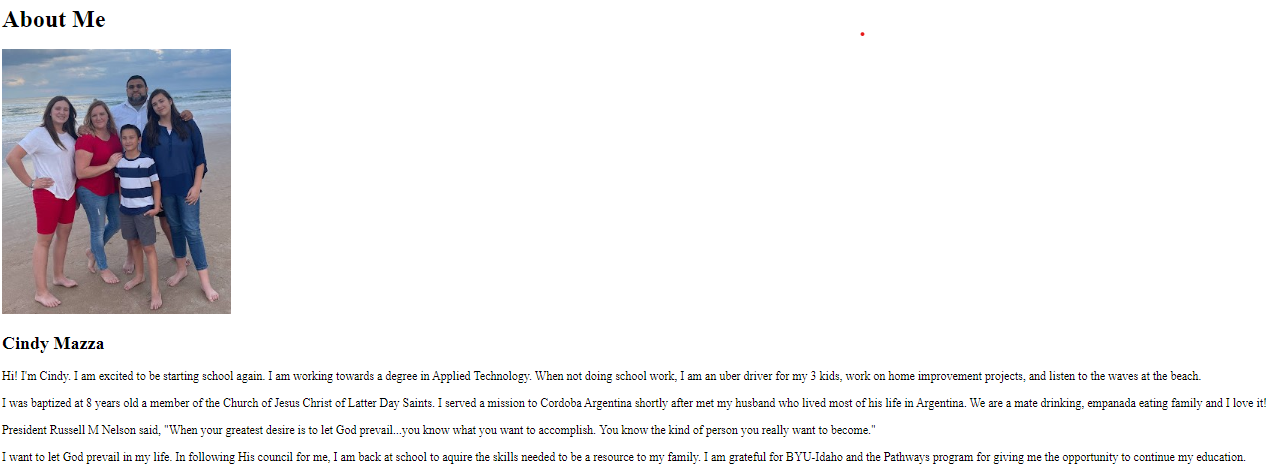 About Me
Cindy Mazza
Hi! I'm Cindy. I am excited to be starting school again. I am working towards a degree in Applied Technology. When not doing school work, I am an uber driver for my 3 kids, work on home improvement projects, and listen to the waves at the beach.
I was baptized at 8 years old a member of the Church of Jesus Christ of Latter Day Saints. I served a mission to Cordoba Argentina shortly after met my husband who lived most of his life in Argentina. We are a mate drinking, empanada eating family and I love it!
President Russell M Nelson said, "When your greatest desire is to let God prevail...you know what you want to accomplish. You know the kind of person you really want to become."
I want to let God prevail in my life. In following His council for me, I am back at school to aquire the skills needed to be a resource to my family. I am grateful for BYU-Idaho and the Pathways program for giving me the opportunity to continue my education.